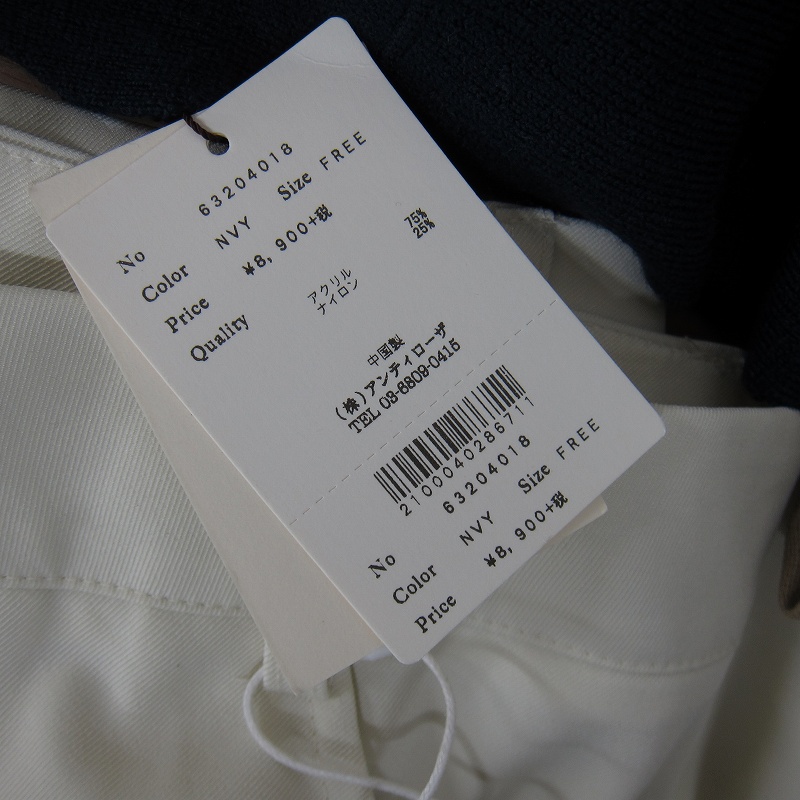 No 63204018
Color NVY Size FREE
Price ¥8,900+税
Quality アクリル 75%
ナイロン 25%
中国製
(株)アンティローザ
TEL 03-8809-0415
2100040286711
No 63204018
Color NVY Size FREE
Price ¥8,900+税